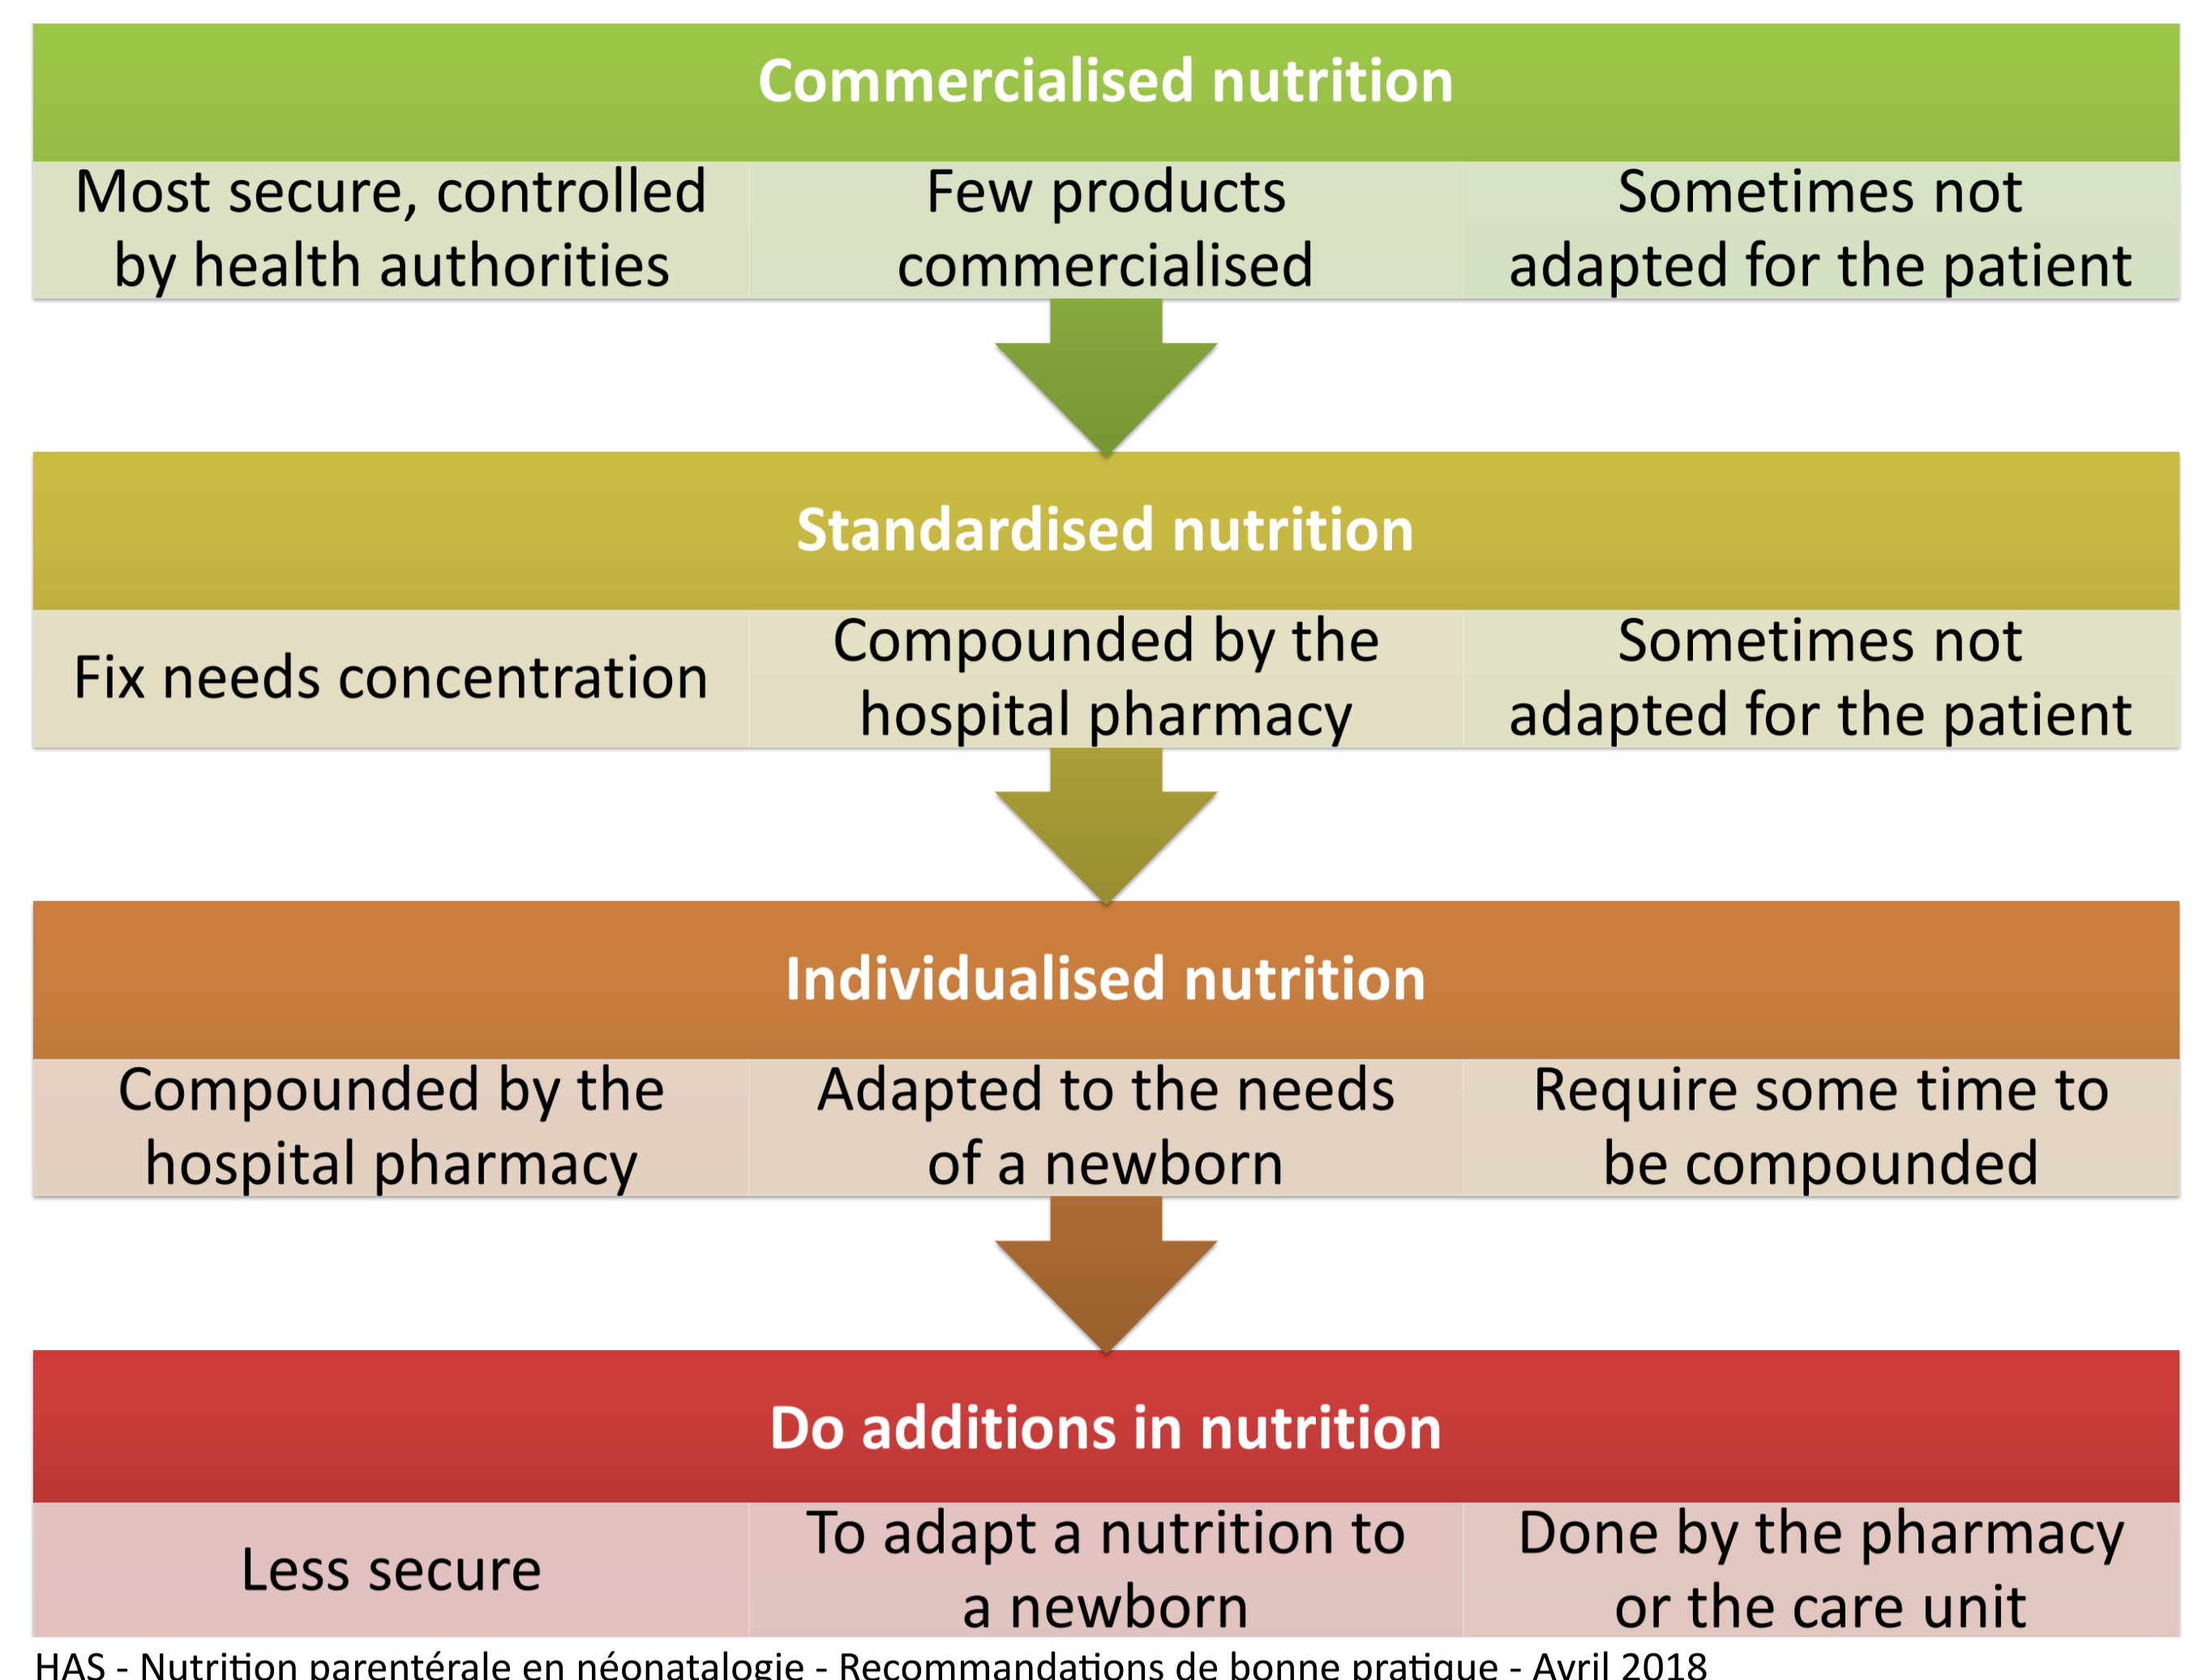 Commercialised nutrition
Most secure, controlled
by health authorities
Few products
commercialised
Sometimes not
adapted for the patient
Standardised nutrition
Fix needs concentration
Compounded by the
hospital pharmacy
Sometimes not
adapted for the patient
Individualised nutrition
Compounded by the
hospital pharmacy
Adapted to the needs
of a newborn
Require some time to
be compounded
Do additions in nutrition
Less secure
To adapt a nutrition to
a newborn
Done by the pharmacy
or the care unit
HAS - Nutrition parentérale en néonatalogie - Recommandations de bonne pratique - Avril 2018